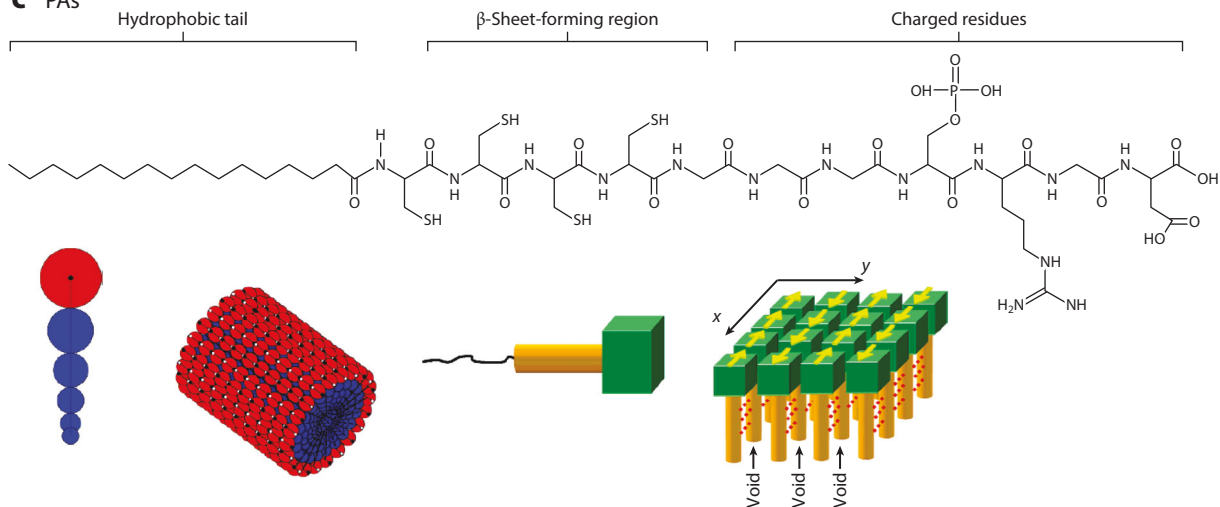 c PAs
Hydrophobic tail
β-Sheet-forming region
Charged residues
O
OH P OH
SH SH O
H O O O O O O O
H H H H H
N N N N N N
N N N N N OH
H H H H H
O O O O O O
SH SH O
HO
NH
H₂N NH
y
x
Void
Void
Void